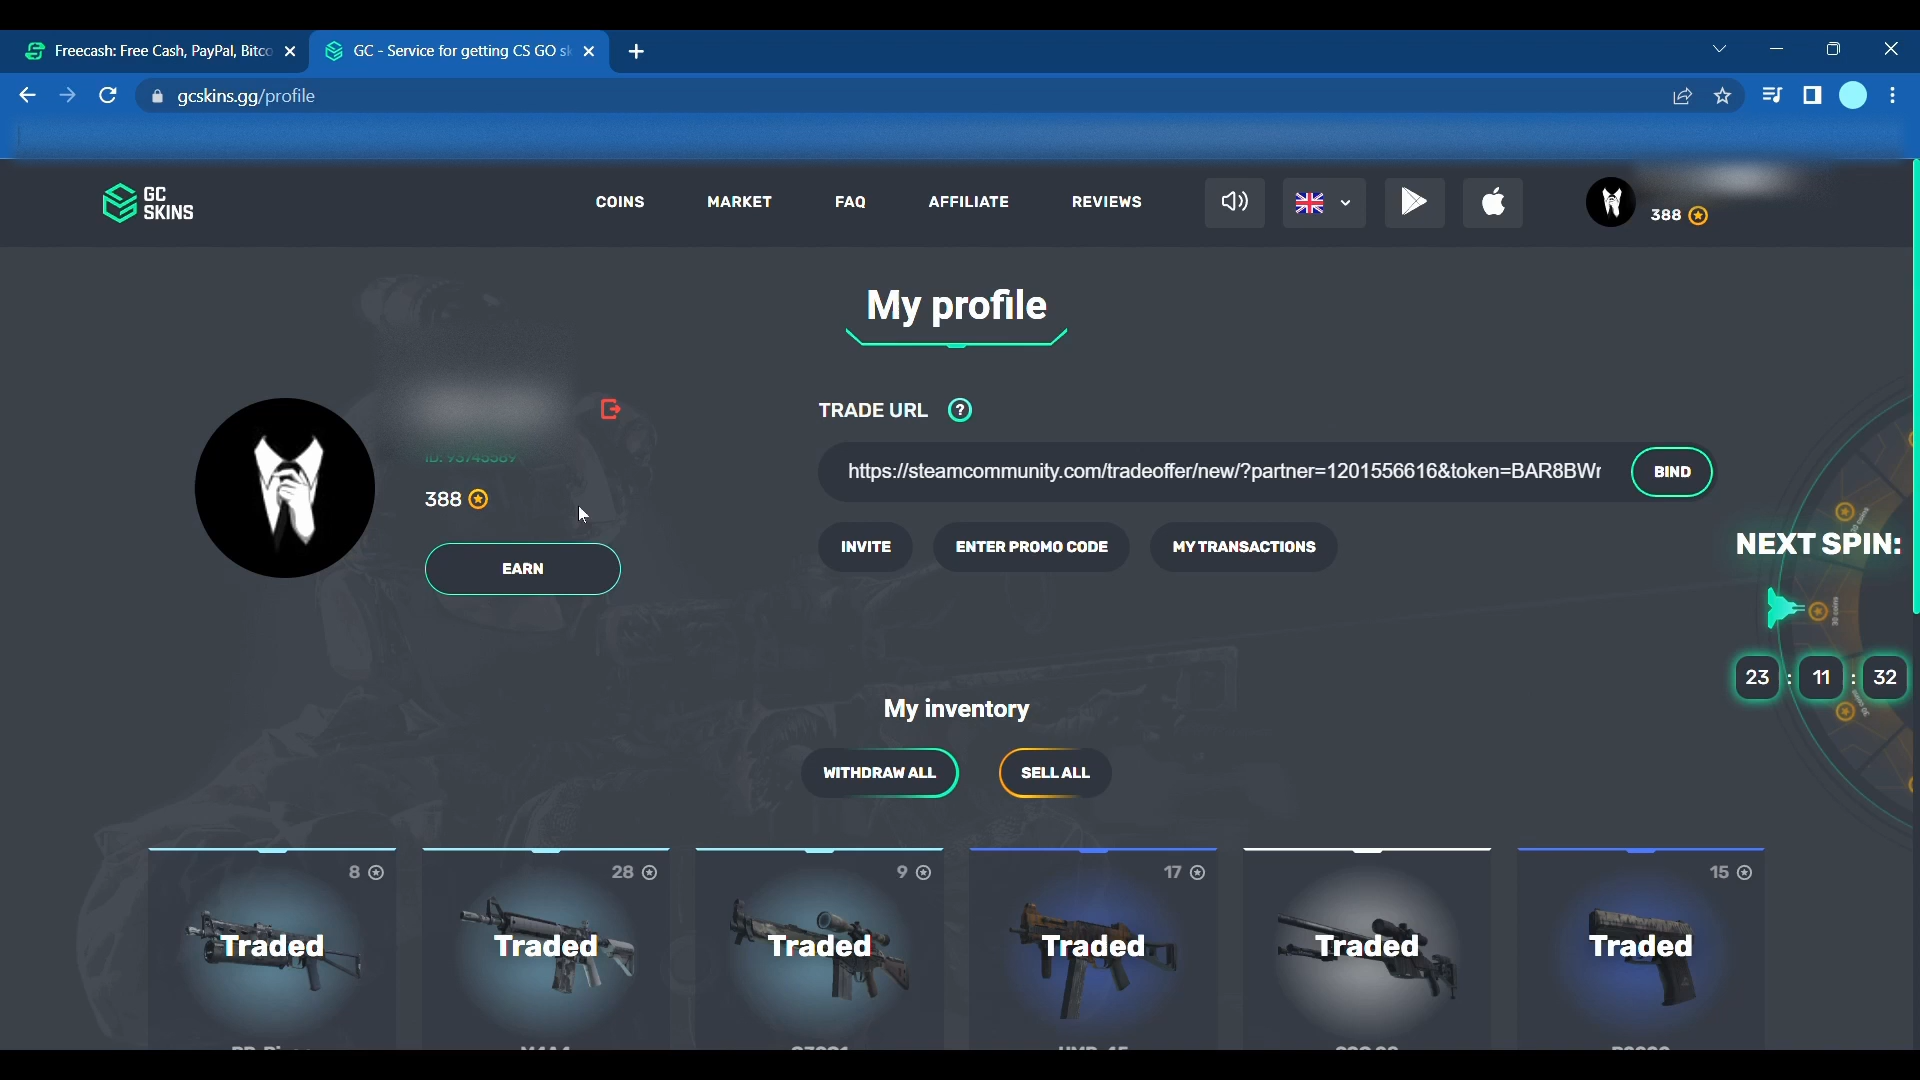 Freecash: Free Cash, PayPal, Bitco
GC - Service for getting CS GO sk
gcskins.gg/profile
GC
SKINS
COINS
MARKET
FAQ
AFFILIATE
REVIEWS
388
My profile
TRADE URL ?
https://steamcommunity.com/tradeoffer/new/?partner=1201556616&token=BAR8BWr
BIND
388
EARN
INVITE
ENTER PROMO CODE
MY TRANSACTIONS
NEXT SPIN:
30 coins
23 : 11 : 32
My inventory
WITHDRAW ALL
SELL ALL
8
28
9
17
15
Traded
Traded
Traded
Traded
Traded
Traded